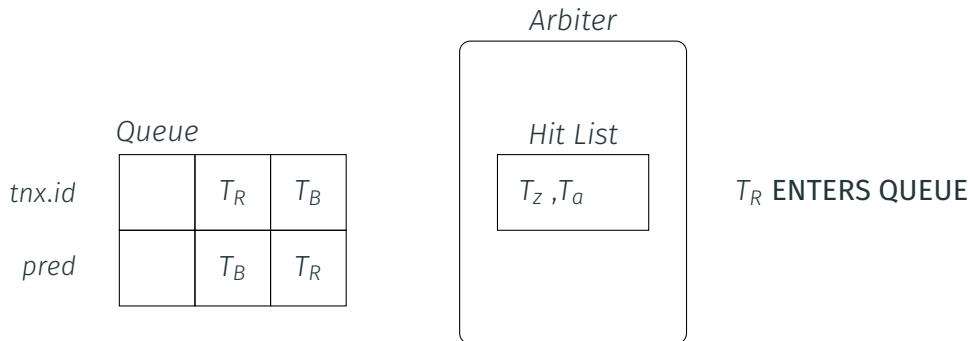 Arbiter
Queue
Hit List
tnx.id T_R T_B
T_z ,T_a
T_R ENTERS QUEUE
pred T_B T_R